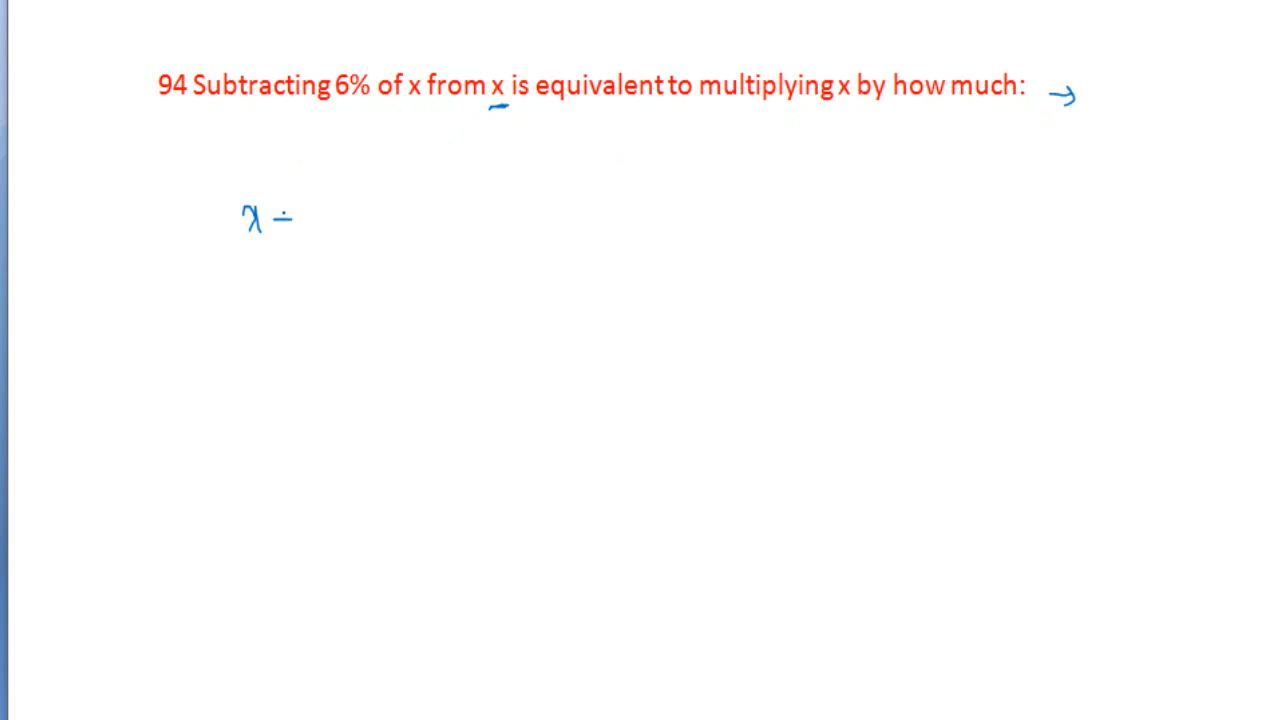 94 Subtracting 6% of x from x is equivalent to multiplying x by how much: →
x ÷